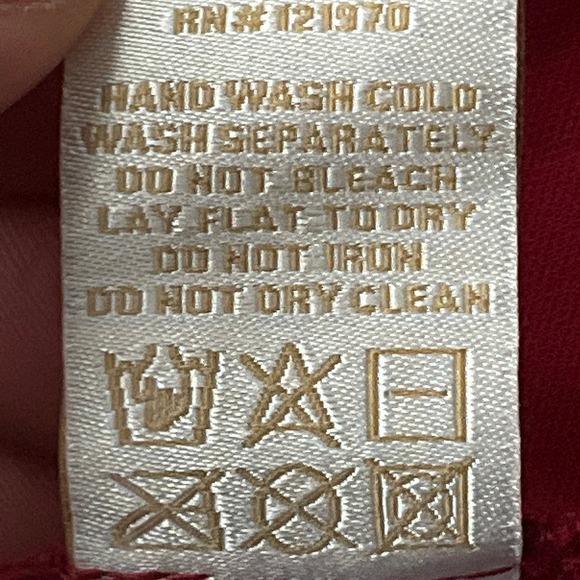 RN# 121970
HAND WASH COLD
WASH SEPARATELY
DO NOT BLEACH
LAY FLAT TO DRY
DO NOT IRON
DO NOT DRY CLEAN